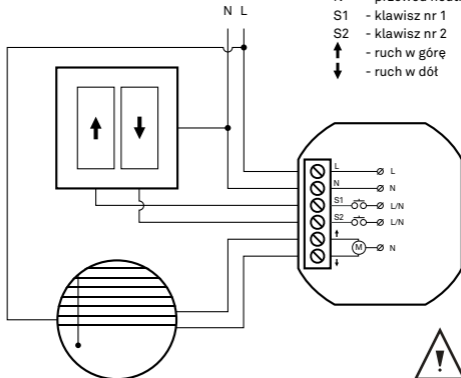 N L
S1 - klawisz nr 1
S2 - klawisz nr 2
- ruch w górę
- ruch w dół
L L
N N
S1 L/N
S2 L/N
M N